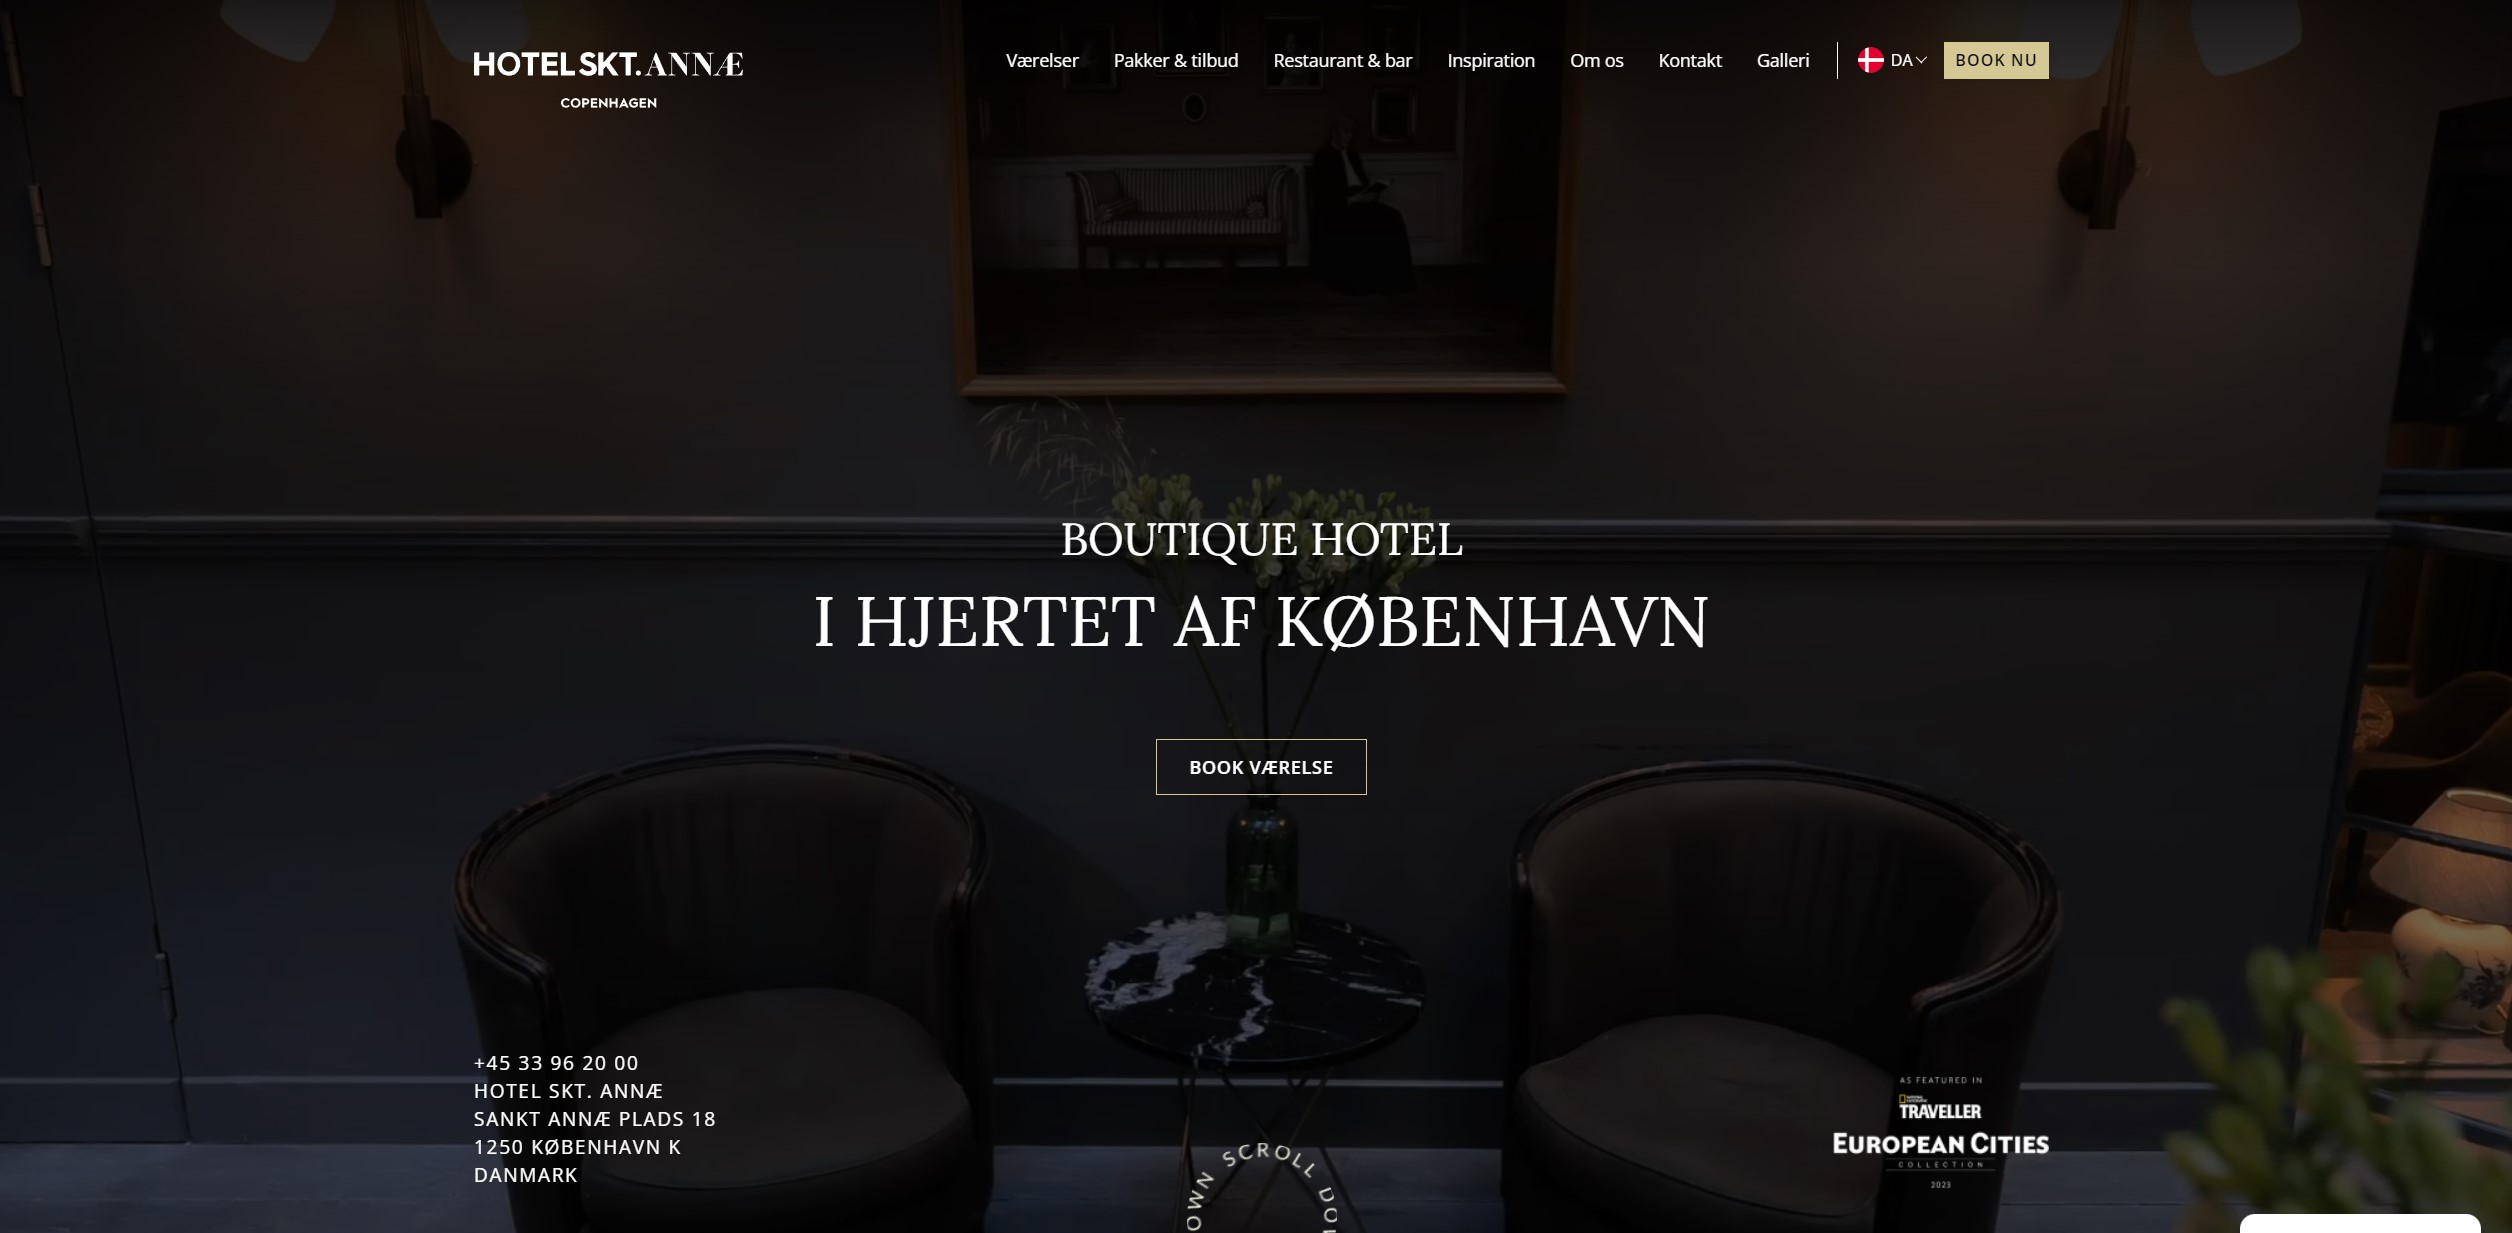 HOTEL SKT. ANNÆ
COPENHAGEN
Værelser
Pakker & tilbud
Restaurant & bar
Inspiration
Om os
Kontakt
Galleri
DA
BOOK NU
BOUTIQUE HOTEL
I HJERTET AF KØBENHAVN
BOOK VÆRELSE
+45 33 96 20 00
HOTEL SKT. ANNÆ
SANKT ANNÆ PLADS 18
1250 KØBENHAVN K
DANMARK
OWN SCROLL DO
AS FEATURED IN
TRAVELLER
EUROPEAN CITIES
COLLECTION
2023